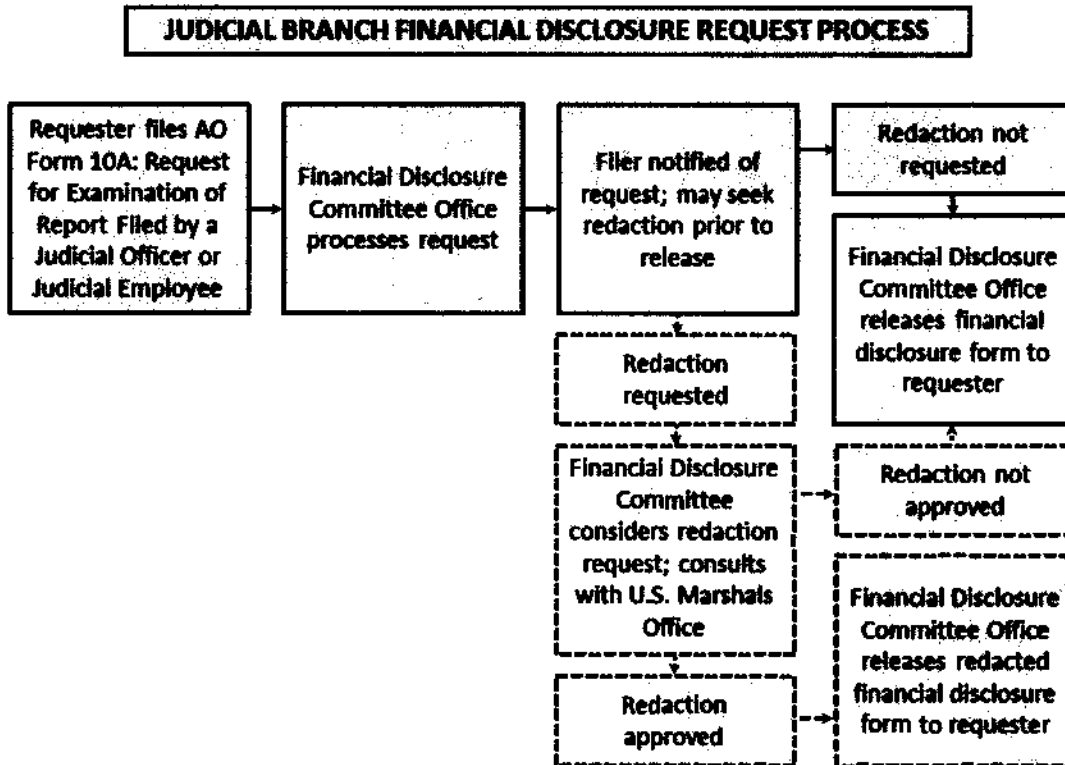 JUDICIAL BRANCH FINANCIAL DISCLOSURE REQUEST PROCESS
Requester files AO
Form 10A: Request
for Examination of
Report Filed by a
Judicial Officer or
Judicial Employee
Financial Disclosure
Committee Office
processes request
Filer notified of
request; may seek
redaction prior to
release
Redaction not
requested
Financial Disclosure
Committee Office
releases financial
disclosure form to
requester
Redaction
requested
Financial Disclosure
Committee
considers redaction
request; consults
with U.S. Marshals
Office
Redaction not
approved
Redaction
approved
Financial Disclosure
Committee Office
releases redacted
financial disclosure
form to requester